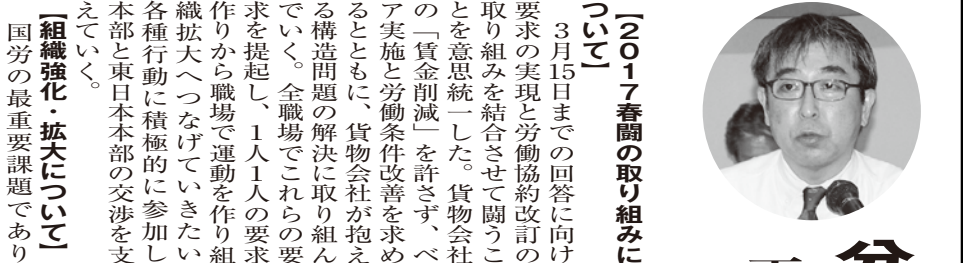 【2017春闘の取り組みに
ついて】
3月15日までの回答に向け
要求の実現と労働協約改訂の
取り組みを結合させて闘うこ
とを意思統一した。貨物会社
の「賃金削減」を許さず、ベ
ア実施と労働条件改善を求め
るとともに、貨物会社が抱え
る構造問題の解決に取り組ん
でいく。全職場でこれらの要
求を提起し、1人1人の要求
作りから職場で運動を作り組
織拡大へつなげていきたい
各種行動に積極的に参加し
本部と東日本本部の交渉を支
えていく。
【組織強化・拡大について】
国労の最重要課題であり